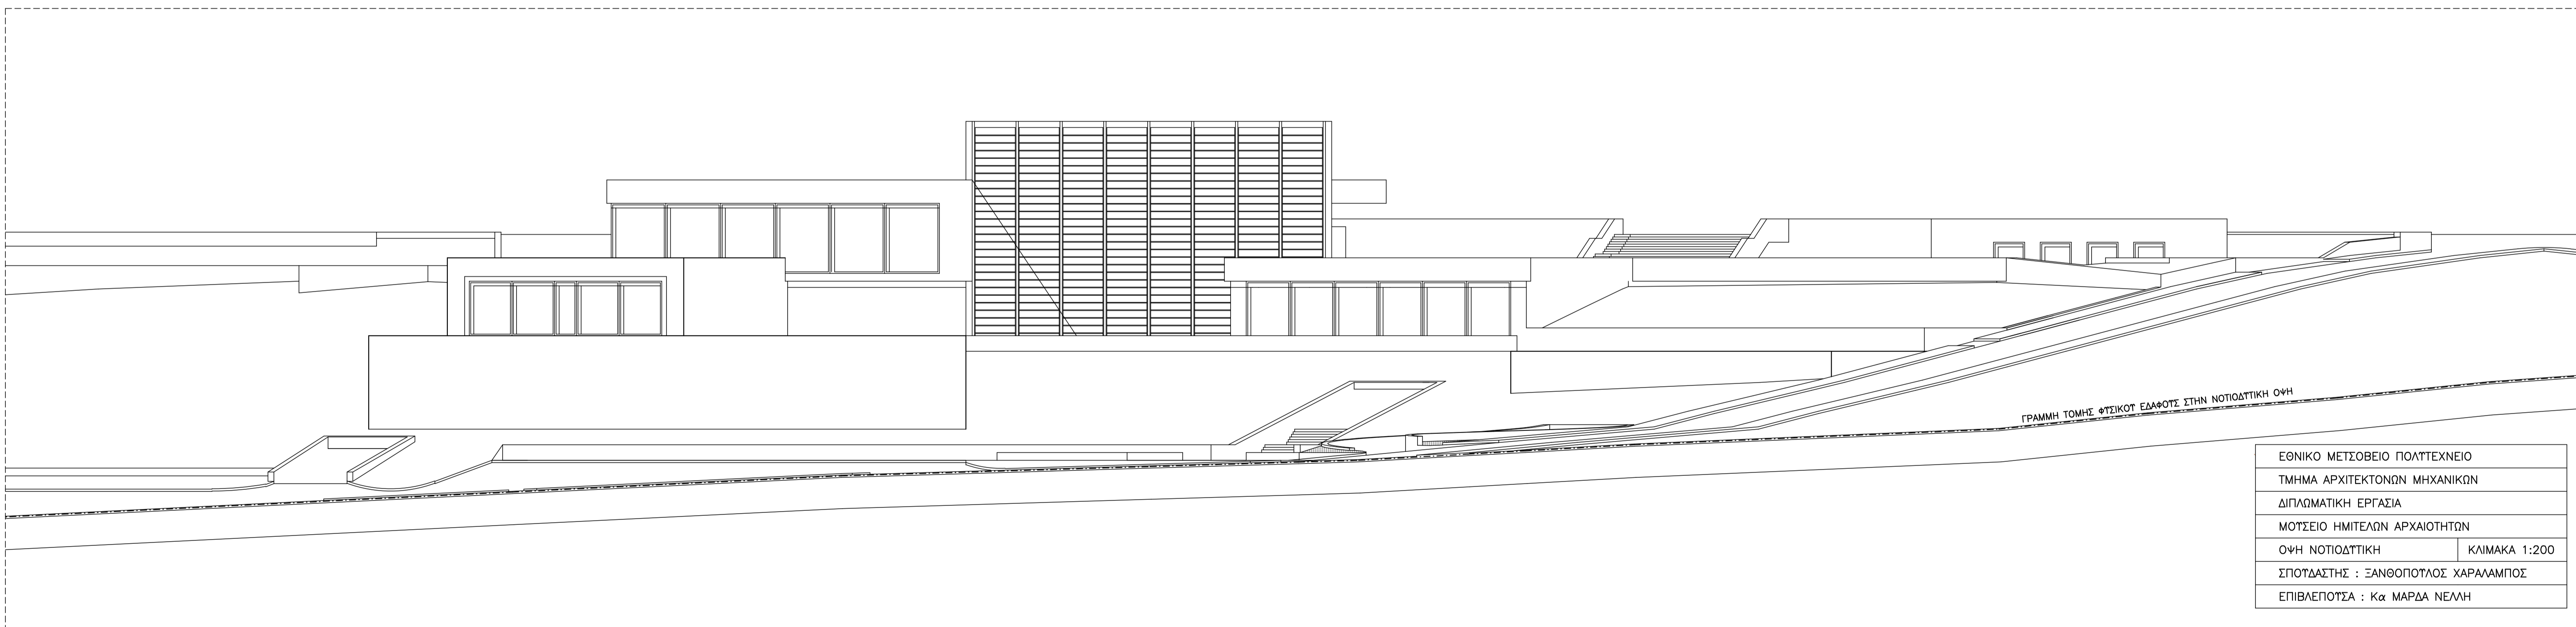 ΓΡΑΜΜΗ ΤΟΜΗΣ ΦΥΣΙΚΟΥ ΕΔΑΦΟΥΣ ΣΤΗΝ ΝΟΤΙΟΔΥΤΙΚΗ ΟΨΗ
ΕΘΝΙΚΟ ΜΕΤΣΟΒΕΙΟ ΠΟΛΥΤΕΧΝΕΙΟ
ΤΜΗΜΑ ΑΡΧΙΤΕΚΤΟΝΩΝ ΜΗΧΑΝΙΚΩΝ
ΔΙΠΛΩΜΑΤΙΚΗ ΕΡΓΑΣΙΑ
ΜΟΥΣΕΙΟ ΗΜΙΤΕΛΩΝ ΑΡΧΑΙΟΤΗΤΩΝ
ΟΨΗ ΝΟΤΙΟΔΥΤΙΚΗ ΚΛΙΜΑΚΑ 1:200
ΣΠΟΥΔΑΣΤΗΣ : ΞΑΝΘΟΠΟΥΛΟΣ ΧΑΡΑΛΑΜΠΟΣ
ΕΠΙΒΛΕΠΟΥΣΑ : Κα ΜΑΡΔΑ ΝΕΛΛΗ